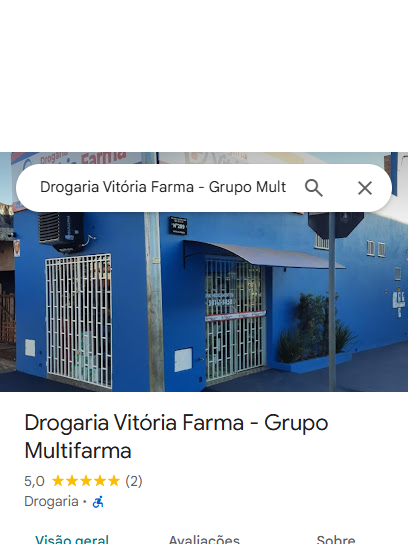 Drogaria Vitória Farma - Grupo Mult
Drogaria Vitória Farma - Grupo
Multifarma
5,0 (2)
Drogaria ·
Visão geral Avaliações Sobre